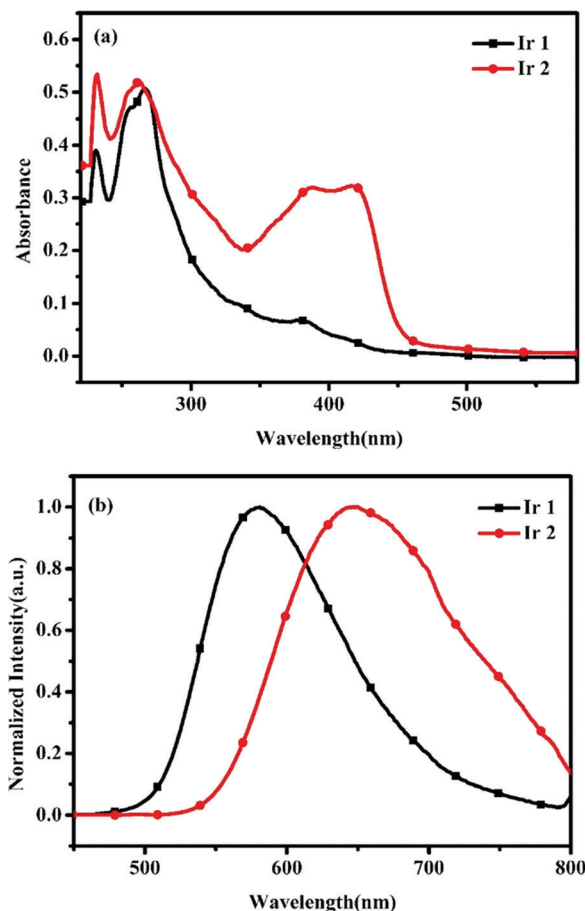 (a)
Ir 1
Ir 2
0.6
0.5
0.4
0.3
0.2
0.1
0.0
Absorbance
300
400
500
Wavelength(nm)
(b)
Ir 1
Ir 2
1.0
0.8
0.6
0.4
0.2
0.0
Normalized Intensity(a.u.)
500
600
700
800
Wavelength(nm)